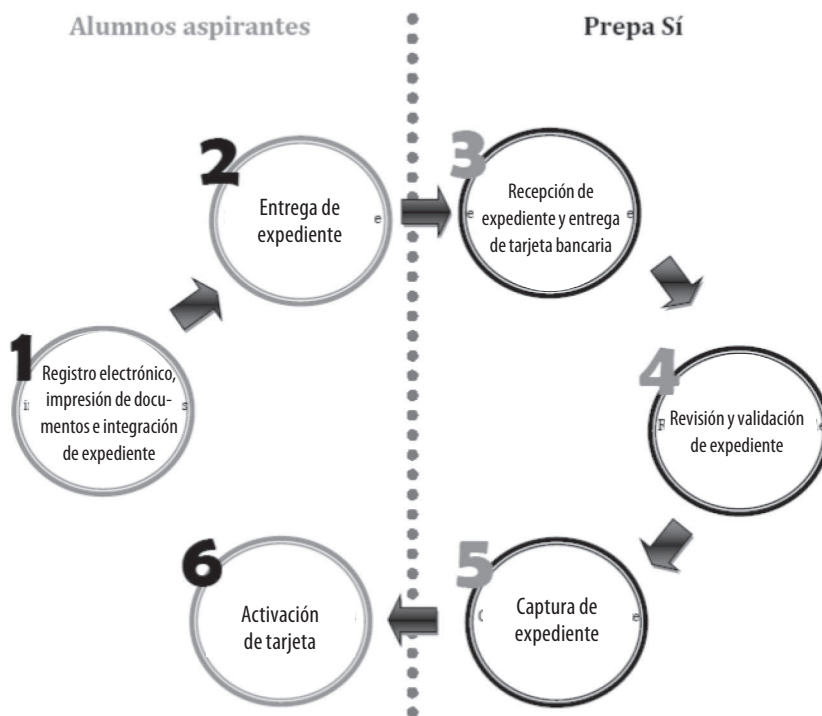 Alumnos aspirantes
Prepa Sí
1
Registro electrónico,
impresión de docu-
mentos e integración
de expediente
2
Entrega de
expediente
3
Recepción de
expediente y entrega
de tarjeta bancaria
4
Revisión y validación
de expediente
5
Captura de
expediente
6
Activación
de tarjeta